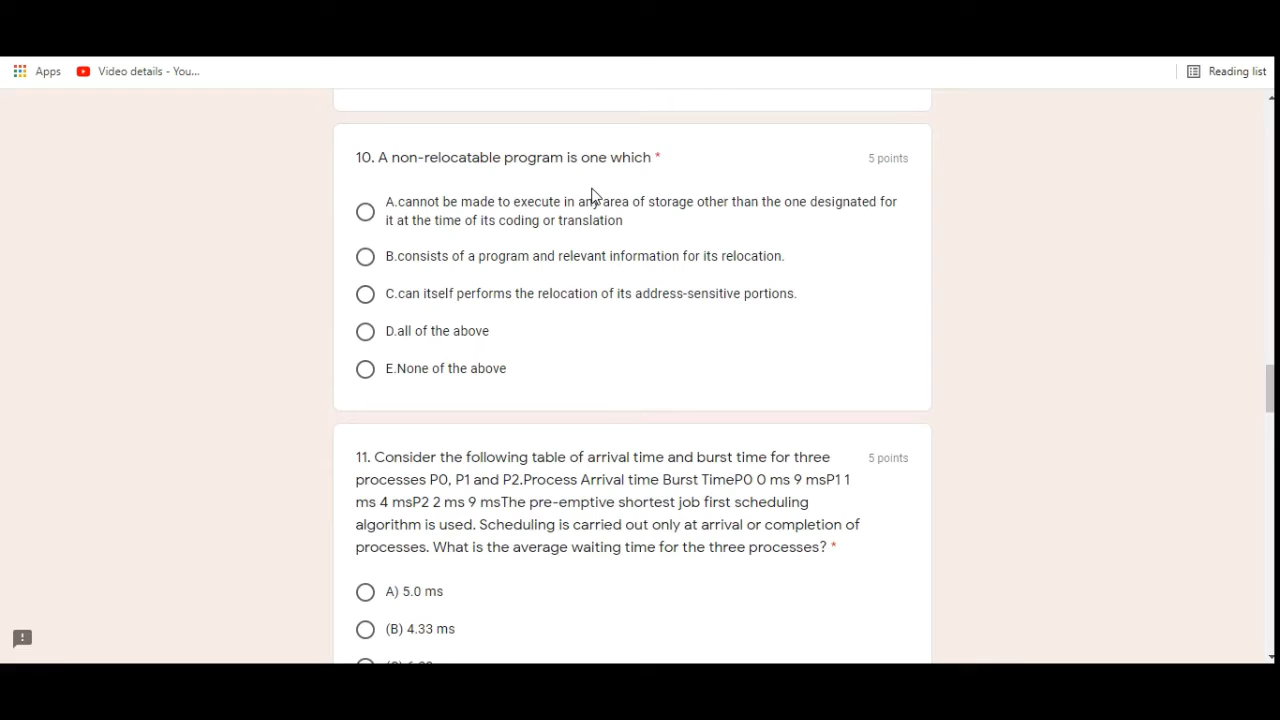 Apps Video details - You... Reading list
10. A non-relocatable program is one which * 5 points
A.cannot be made to execute in any area of storage other than the one designated for
it at the time of its coding or translation
B.consists of a program and relevant information for its relocation.
C.can itself performs the relocation of its address-sensitive portions.
D.all of the above
E.None of the above
11. Consider the following table of arrival time and burst time for three 5 points
processes P0, P1 and P2.Process Arrival time Burst TimeP0 0 ms 9 msP1 1
ms 4 msP2 2 ms 9 msThe pre-emptive shortest job first scheduling
algorithm is used. Scheduling is carried out only at arrival or completion of
processes. What is the average waiting time for the three processes? *
A) 5.0 ms
(B) 4.33 ms